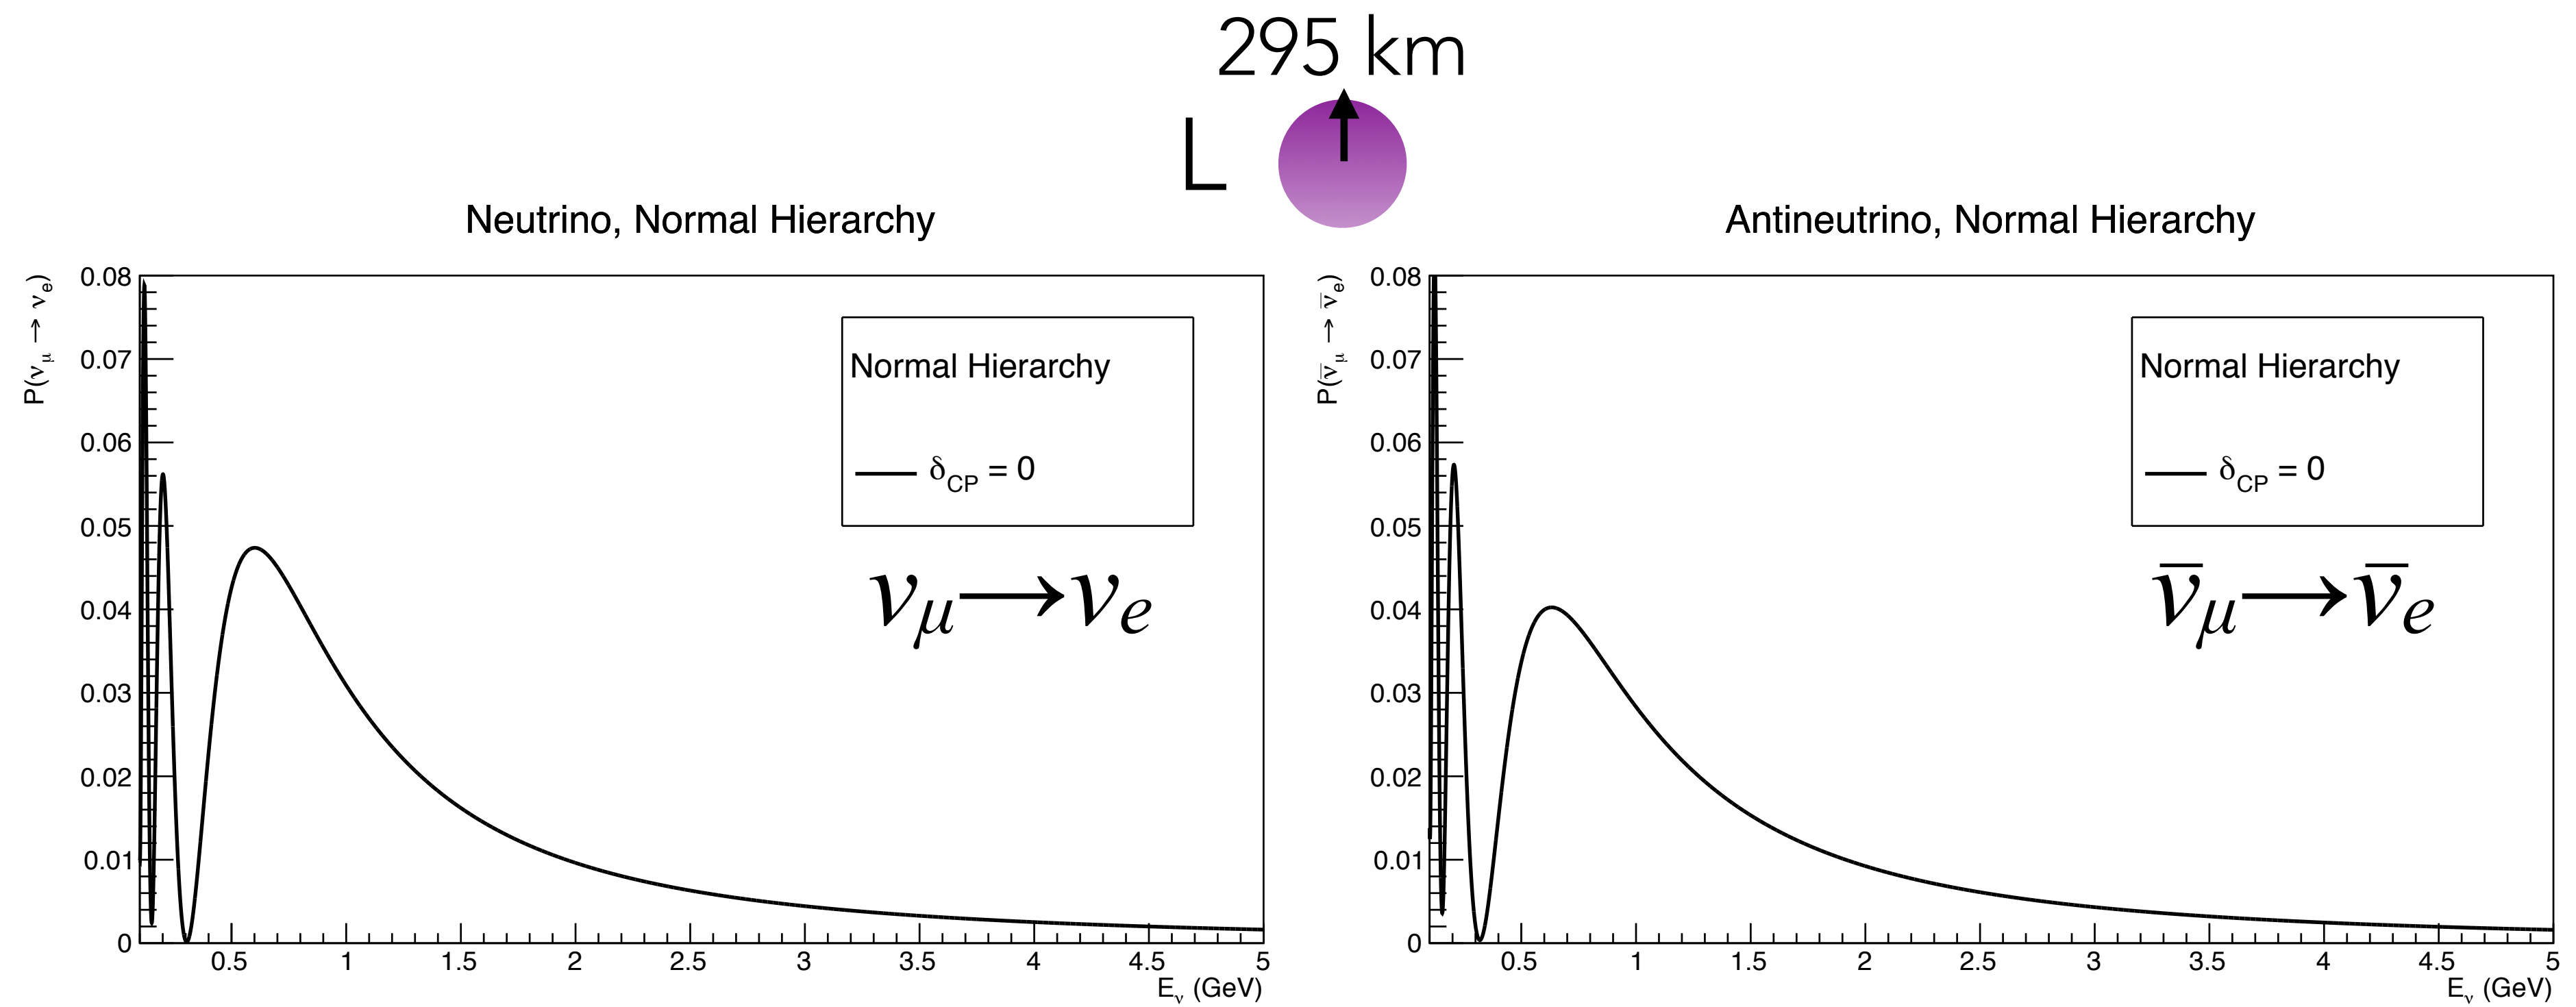 295 km
L
Neutrino, Normal Hierarchy
P(ν_μ → ν_e)
0.08
0.07
0.06
0.05
0.04
0.03
0.02
0.01
0
Normal Hierarchy
δ_CP = 0
ν_μ → ν_e
0.5 1 1.5 2 2.5 3 3.5 4 4.5 5
E_ν (GeV)
Antineutrino, Normal Hierarchy
P(ν̅_μ → ν̅_e)
0.08
0.07
0.06
0.05
0.04
0.03
0.02
0.01
0
Normal Hierarchy
δ_CP = 0
ν̅_μ → ν̅_e
0.5 1 1.5 2 2.5 3 3.5 4 4.5 5
E_ν (GeV)